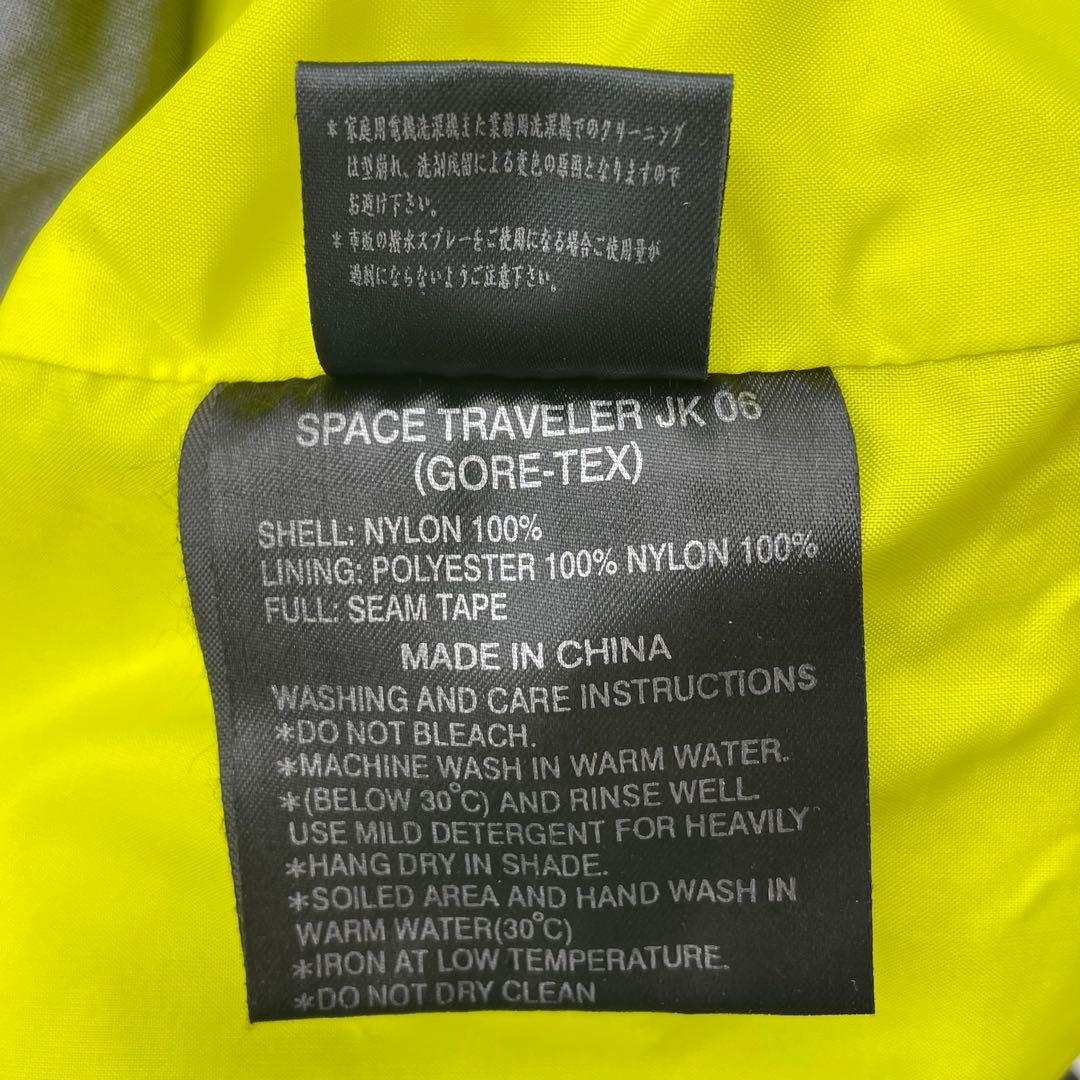 * 家庭用電機洗濯機また業務用洗濯機でのクリーニング
は型崩れ、洗剤残留による変色の原因となりますので
お避け下さい。
* 市販の撥水スプレーをご使用になる場合ご使用量が
過剰にならないようご注意下さい。
SPACE TRAVELER JK 06
(GORE-TEX)
SHELL: NYLON 100%
LINING: POLYESTER 100% NYLON 100%
FULL: SEAM TAPE
MADE IN CHINA
WASHING AND CARE INSTRUCTIONS
*DO NOT BLEACH.
*MACHINE WASH IN WARM WATER.
*(BELOW 30°C) AND RINSE WELL.
USE MILD DETERGENT FOR HEAVILY
*HANG DRY IN SHADE.
*SOILED AREA AND HAND WASH IN
WARM WATER(30°C)
*IRON AT LOW TEMPERATURE.
*DO NOT DRY CLEAN